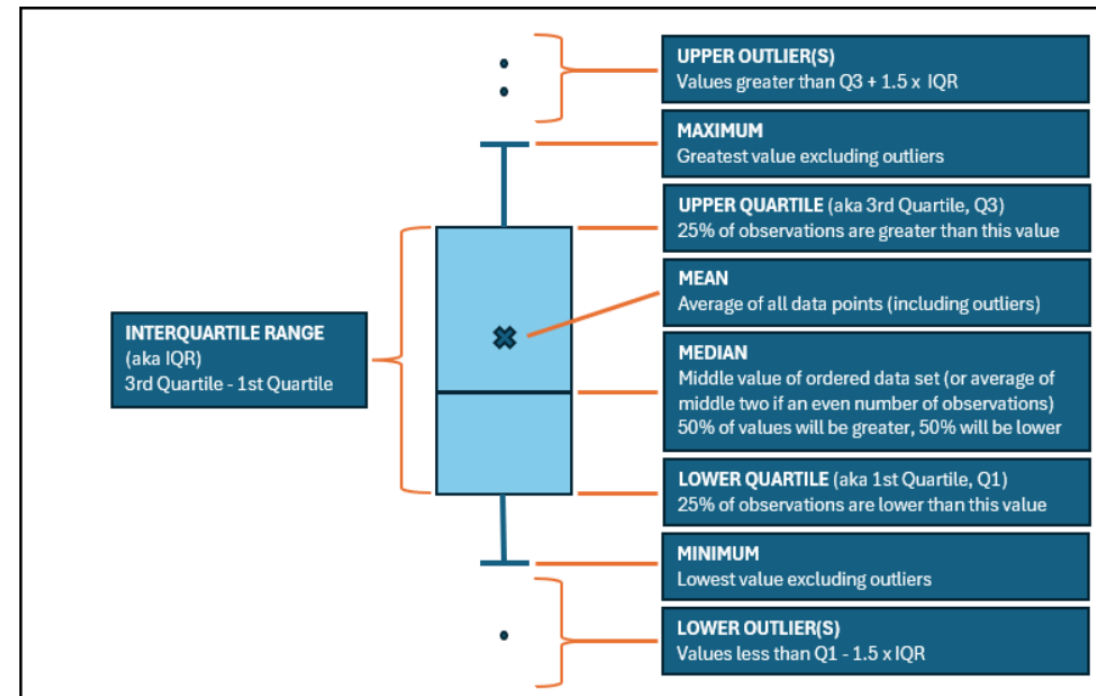 UPPER OUTLIER(S)
Values greater than Q3 + 1.5 x IQR
MAXIMUM
Greatest value excluding outliers
UPPER QUARTILE (aka 3rd Quartile, Q3)
25% of observations are greater than this value
MEAN
Average of all data points (including outliers)
INTERQUARTILE RANGE
(aka IQR)
3rd Quartile - 1st Quartile
MEDIAN
Middle value of ordered data set (or average of
middle two if an even number of observations)
50% of values will be greater, 50% will be lower
LOWER QUARTILE (aka 1st Quartile, Q1)
25% of observations are lower than this value
MINIMUM
Lowest value excluding outliers
LOWER OUTLIER(S)
Values less than Q1 - 1.5 x IQR